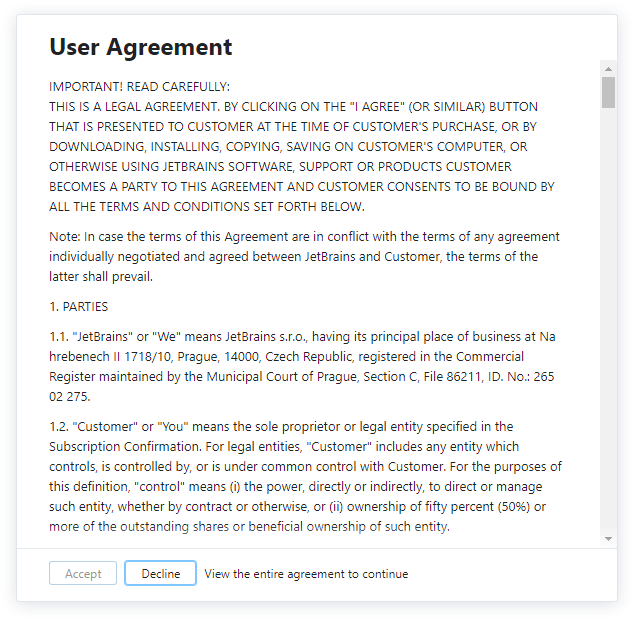 User Agreement
IMPORTANT! READ CAREFULLY:
THIS IS A LEGAL AGREEMENT. BY CLICKING ON THE "I AGREE" (OR SIMILAR) BUTTON
THAT IS PRESENTED TO CUSTOMER AT THE TIME OF CUSTOMER'S PURCHASE, OR BY
DOWNLOADING, INSTALLING, COPYING, SAVING ON CUSTOMER'S COMPUTER, OR
OTHERWISE USING JETBRAINS SOFTWARE, SUPPORT OR PRODUCTS CUSTOMER
BECOMES A PARTY TO THIS AGREEMENT AND CUSTOMER CONSENTS TO BE BOUND BY
ALL THE TERMS AND CONDITIONS SET FORTH BELOW.
Note: In case the terms of this Agreement are in conflict with the terms of any agreement
individually negotiated and agreed between JetBrains and Customer, the terms of the
latter shall prevail.
1. PARTIES
1.1. "JetBrains" or "We" means JetBrains s.r.o., having its principal place of business at Na
hrebenech II 1718/10, Prague, 14000, Czech Republic, registered in the Commercial
Register maintained by the Municipal Court of Prague, Section C, File 86211, ID. No.: 265
02 275.
1.2. "Customer" or "You" means the sole proprietor or legal entity specified in the
Subscription Confirmation. For legal entities, "Customer" includes any entity which
controls, is controlled by, or is under common control with Customer. For the purposes of
this definition, "control" means (i) the power, directly or indirectly, to direct or manage
such entity, whether by contract or otherwise, or (ii) ownership of fifty percent (50%) or
more of the outstanding shares or beneficial ownership of such entity.
Accept Decline View the entire agreement to continue